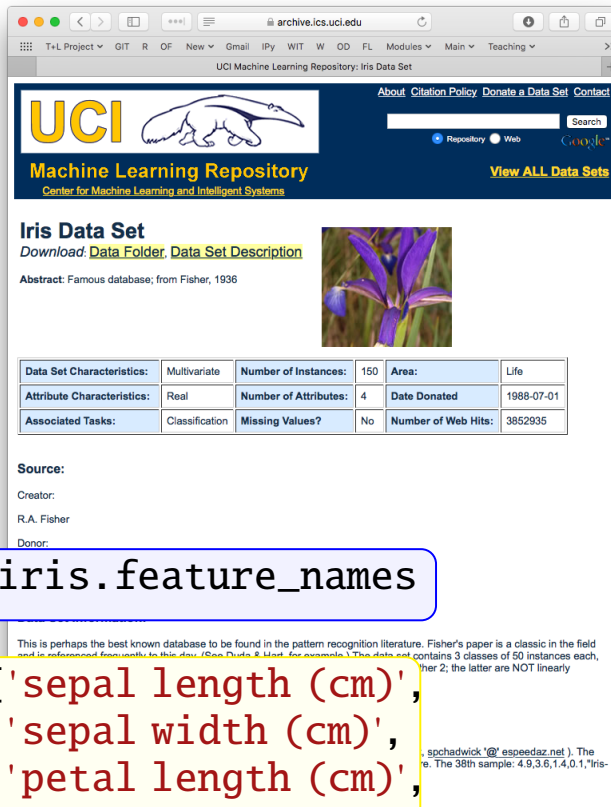 archive.ics.uci.edu
T+L Project GIT R OF New Gmail IPy WIT W OD FL Modules Main Teaching
UCI Machine Learning Repository: Iris Data Set
About Citation Policy Donate a Data Set Contact
UCI
Search
Repository Web Google
Machine Learning Repository
View ALL Data Sets
Center for Machine Learning and Intelligent Systems
Iris Data Set
Download: Data Folder, Data Set Description
Abstract: Famous database; from Fisher, 1936
Data Set Characteristics: Multivariate Number of Instances: 150 Area: Life
Attribute Characteristics: Real Number of Attributes: 4 Date Donated 1988-07-01
Associated Tasks: Classification Missing Values? No Number of Web Hits: 3852935
Source:
Creator:
R.A. Fisher
Donor:
iris.feature_names
This is perhaps the best known database to be found in the pattern recognition literature. Fisher's paper is a classic in the field
and is referenced frequently to this day. (See Duda & Hart, for example.) The data set contains 3 classes of 50 instances each,
her 2; the latter are NOT linearly
['sepal length (cm)',
'sepal width (cm)',
, spchadwick '@' espeedaz.net ). The
e. The 38th sample: 4.9,3.6,1.4,0.1,"Iris-
'petal length (cm)',